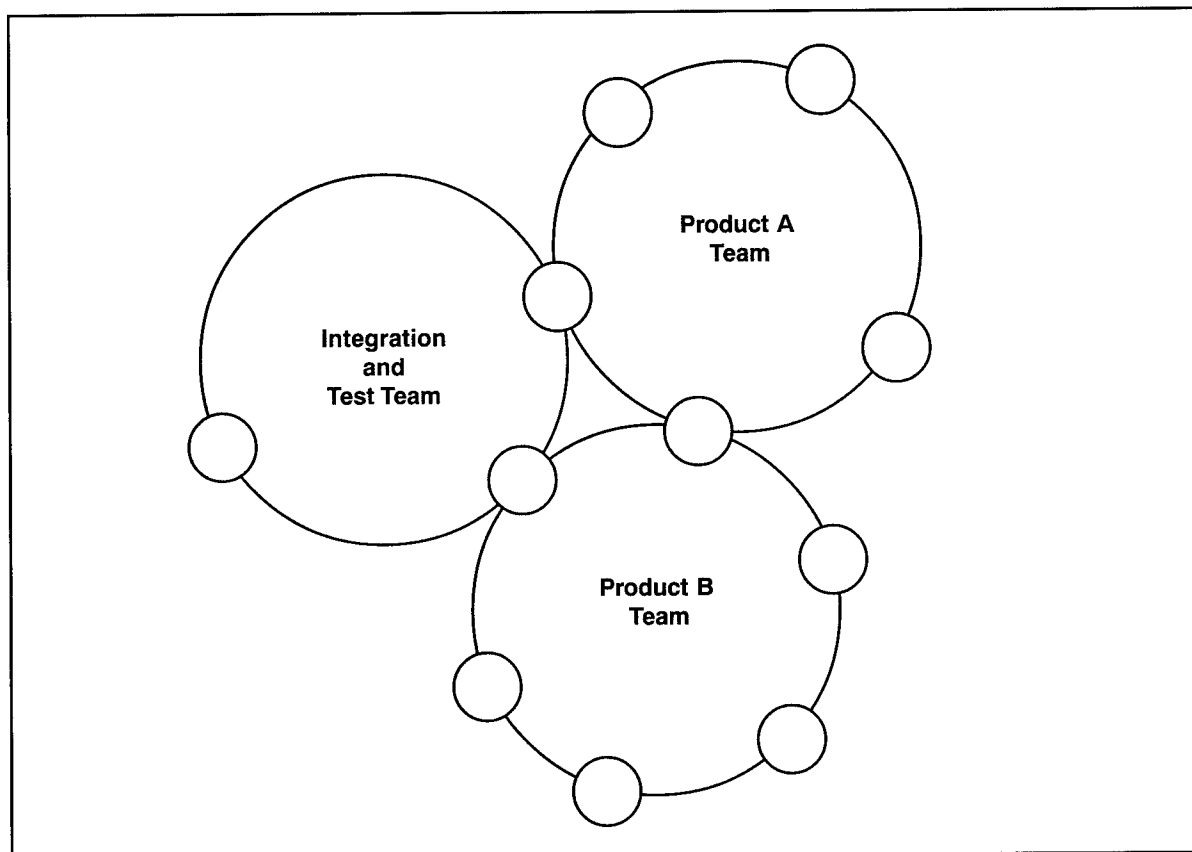 Product A
Team
Integration
and
Test Team
Product B
Team